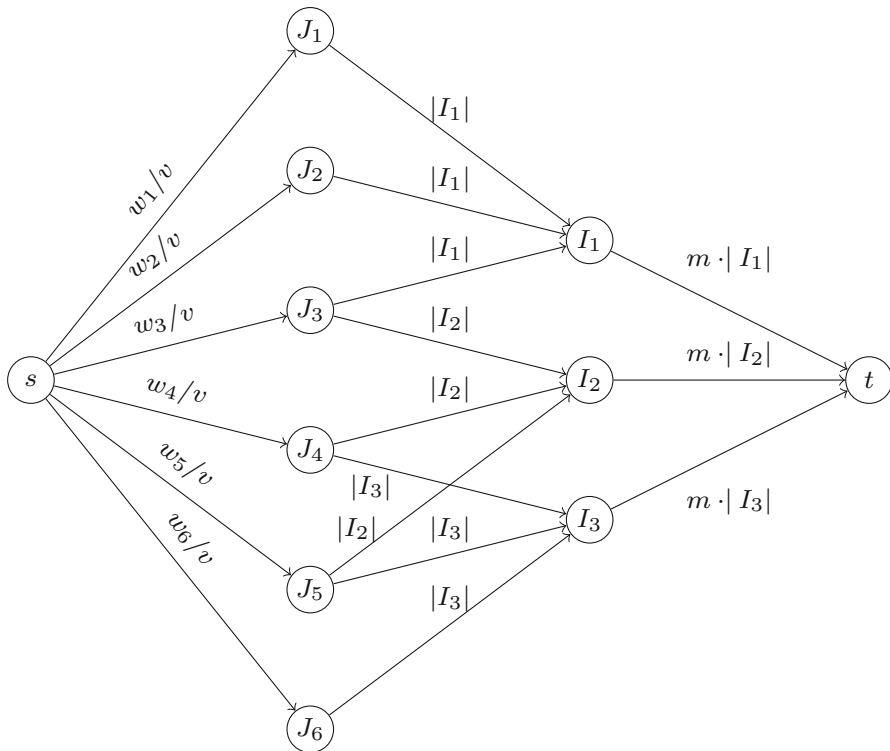 J₁
|I₁|
J₂
|I₁|
w₁/v
w₂/v
|I₁|
I₁
m · | I₁|
J₃
w₃/v
|I₂|
m · | I₂|
s
w₄/v
|I₂|
I₂
t
J₄
w₅/v
|I₃|
|I₂|
|I₃|
I₃
m · | I₃|
w₆/v
J₅
|I₃|
J₆